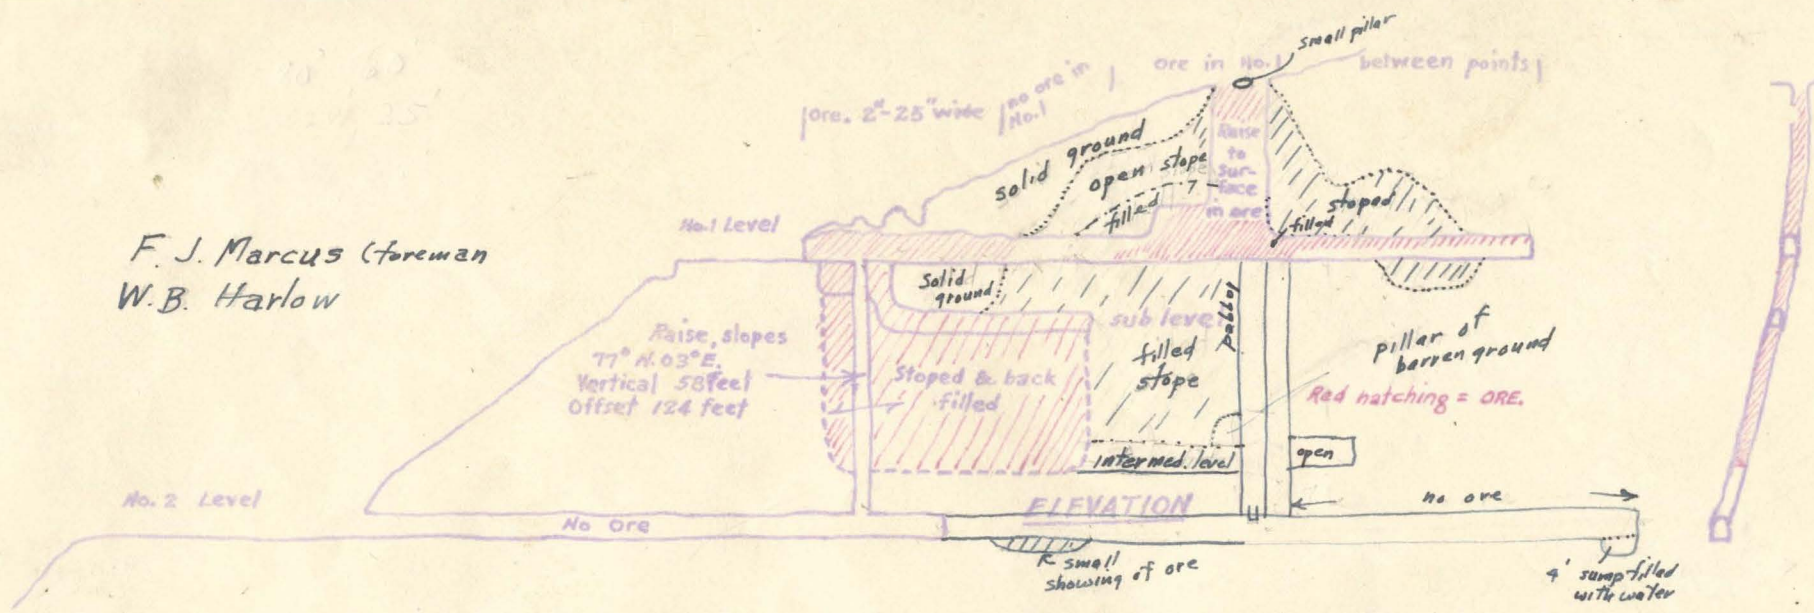 small pillar
ore in No.1
between points
no ore in
No.1
ore. 2"-25" wide
solid ground
open stope
filled
Raise
to
sur-
face
in ore
stoped
filled
No.1 Level
F. J. Marcus (foreman
W.B. Harlow
Solid
ground
sub level
lagged
filled
stope
pillar of
barren ground
Raise, slopes
77° N.03°E.
Vertical 58 feet
Offset 124 feet
Stoped & back
filled
Red hatching = ORE.
intermed. level
open
No. 2 Level
ELEVATION
no ore
No Ore
small
showing of ore
4' sump filled
with water